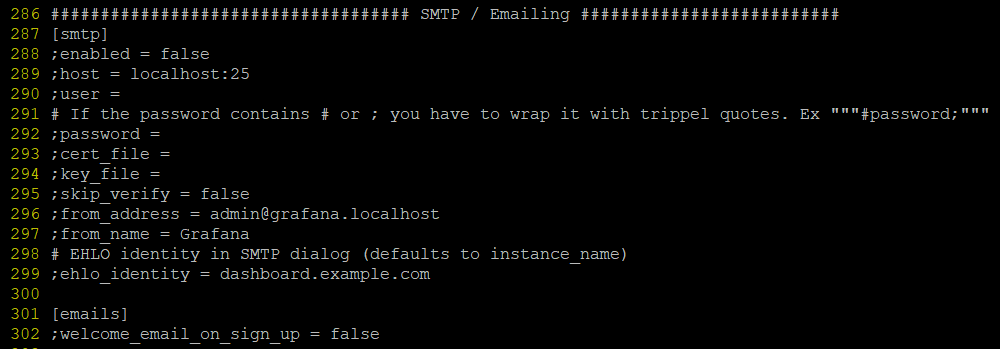 286 #################################### SMTP / Emailing ##########################
287 [smtp]
288 ;enabled = false
289 ;host = localhost:25
290 ;user =
291 # If the password contains # or ; you have to wrap it with trippel quotes. Ex """#password;"""
292 ;password =
293 ;cert_file =
294 ;key_file =
295 ;skip_verify = false
296 ;from_address = admin@grafana.localhost
297 ;from_name = Grafana
298 # EHLO identity in SMTP dialog (defaults to instance_name)
299 ;ehlo_identity = dashboard.example.com
300
301 [emails]
302 ;welcome_email_on_sign_up = false